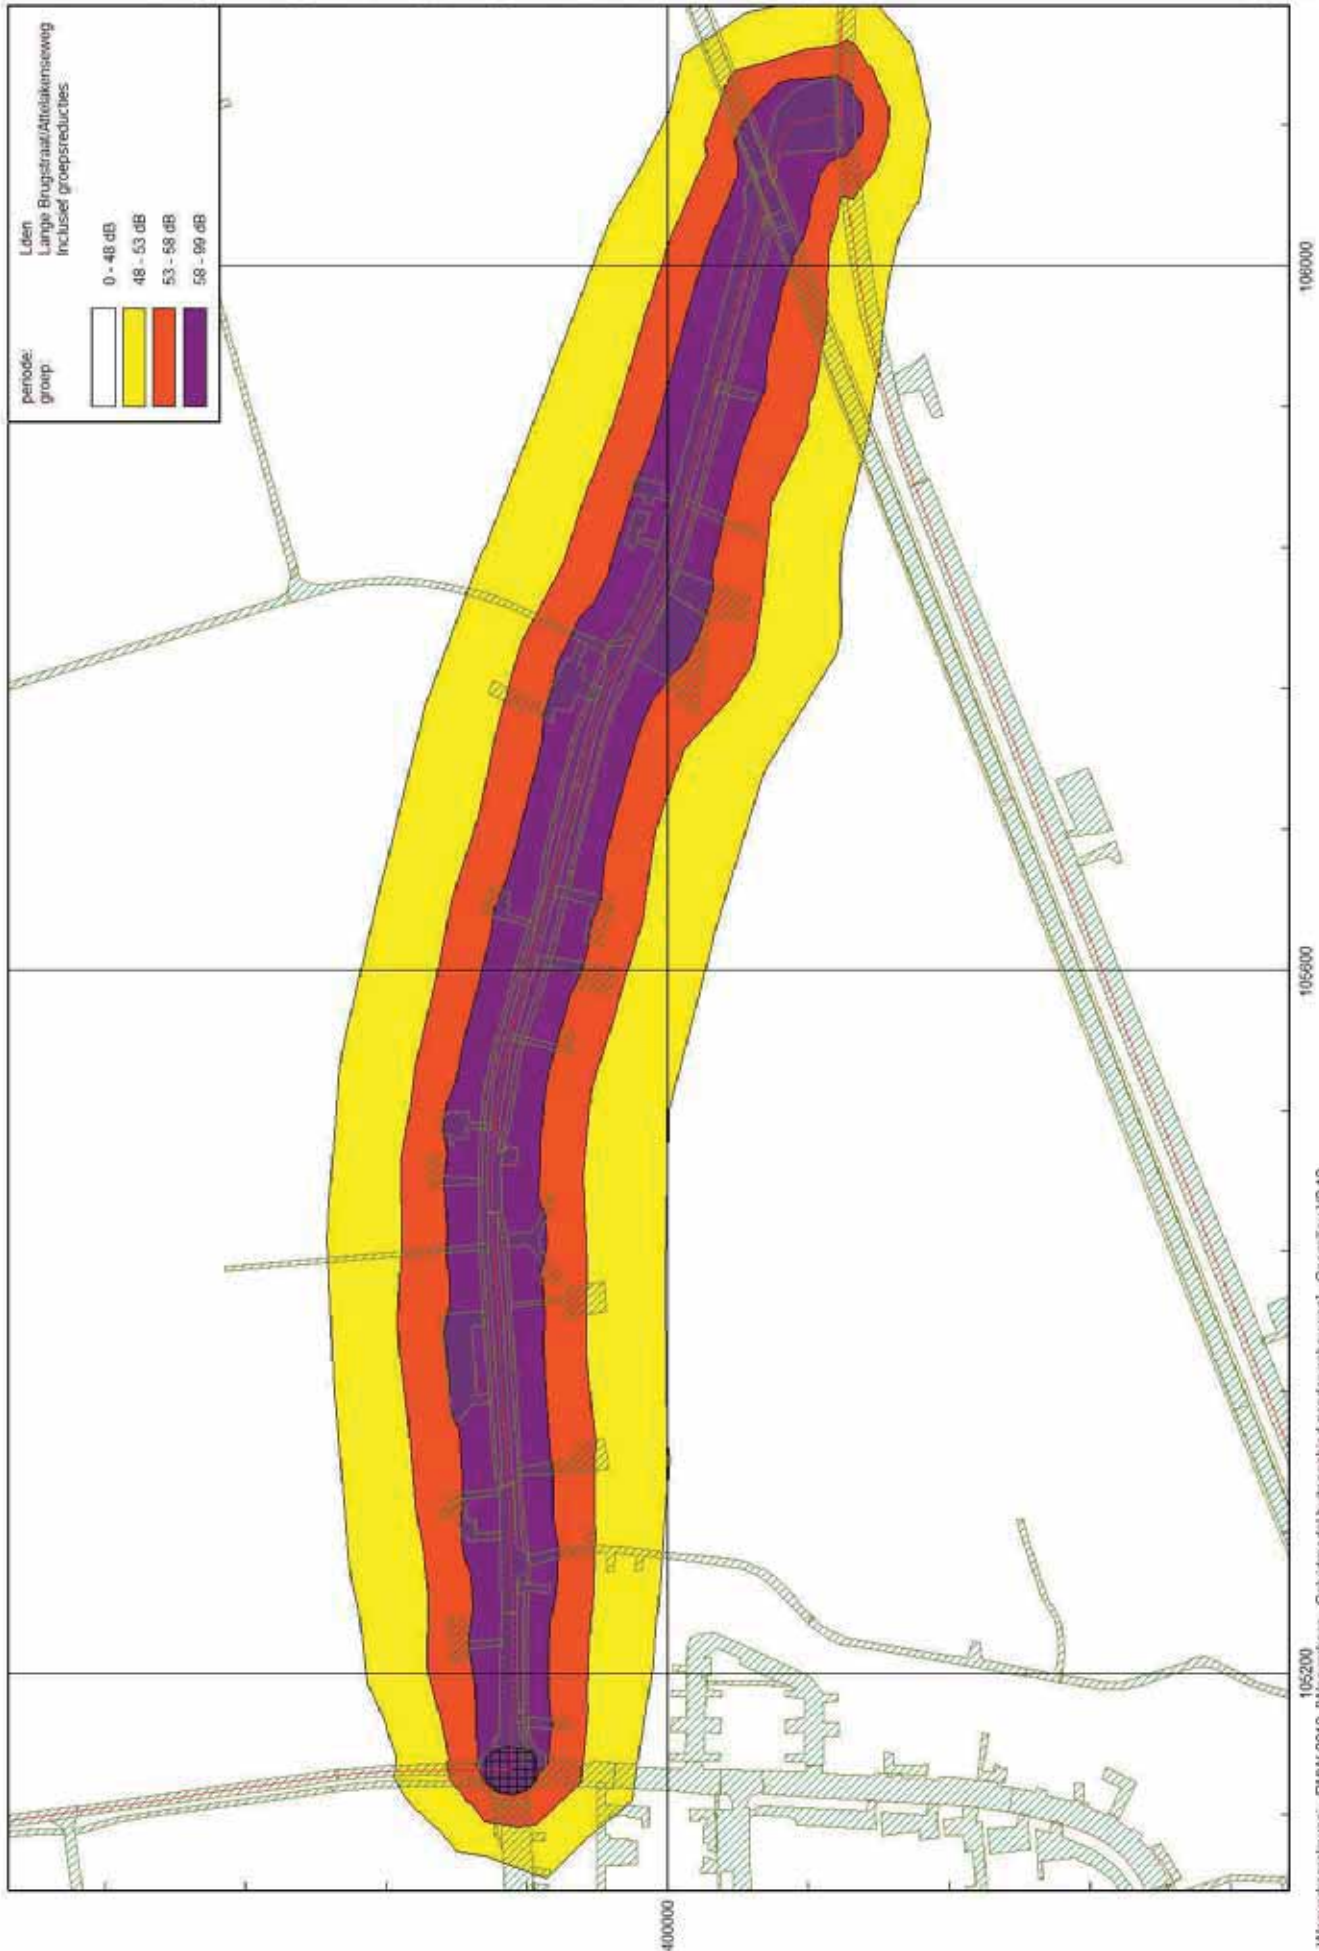 periode: Lden
groep: Lange Brugstraat/Attelakenseweg
Inclusief groepsreducties
0 - 48 dB
48 - 53 dB
53 - 58 dB
58 - 99 dB
400000
105200
105600
106000